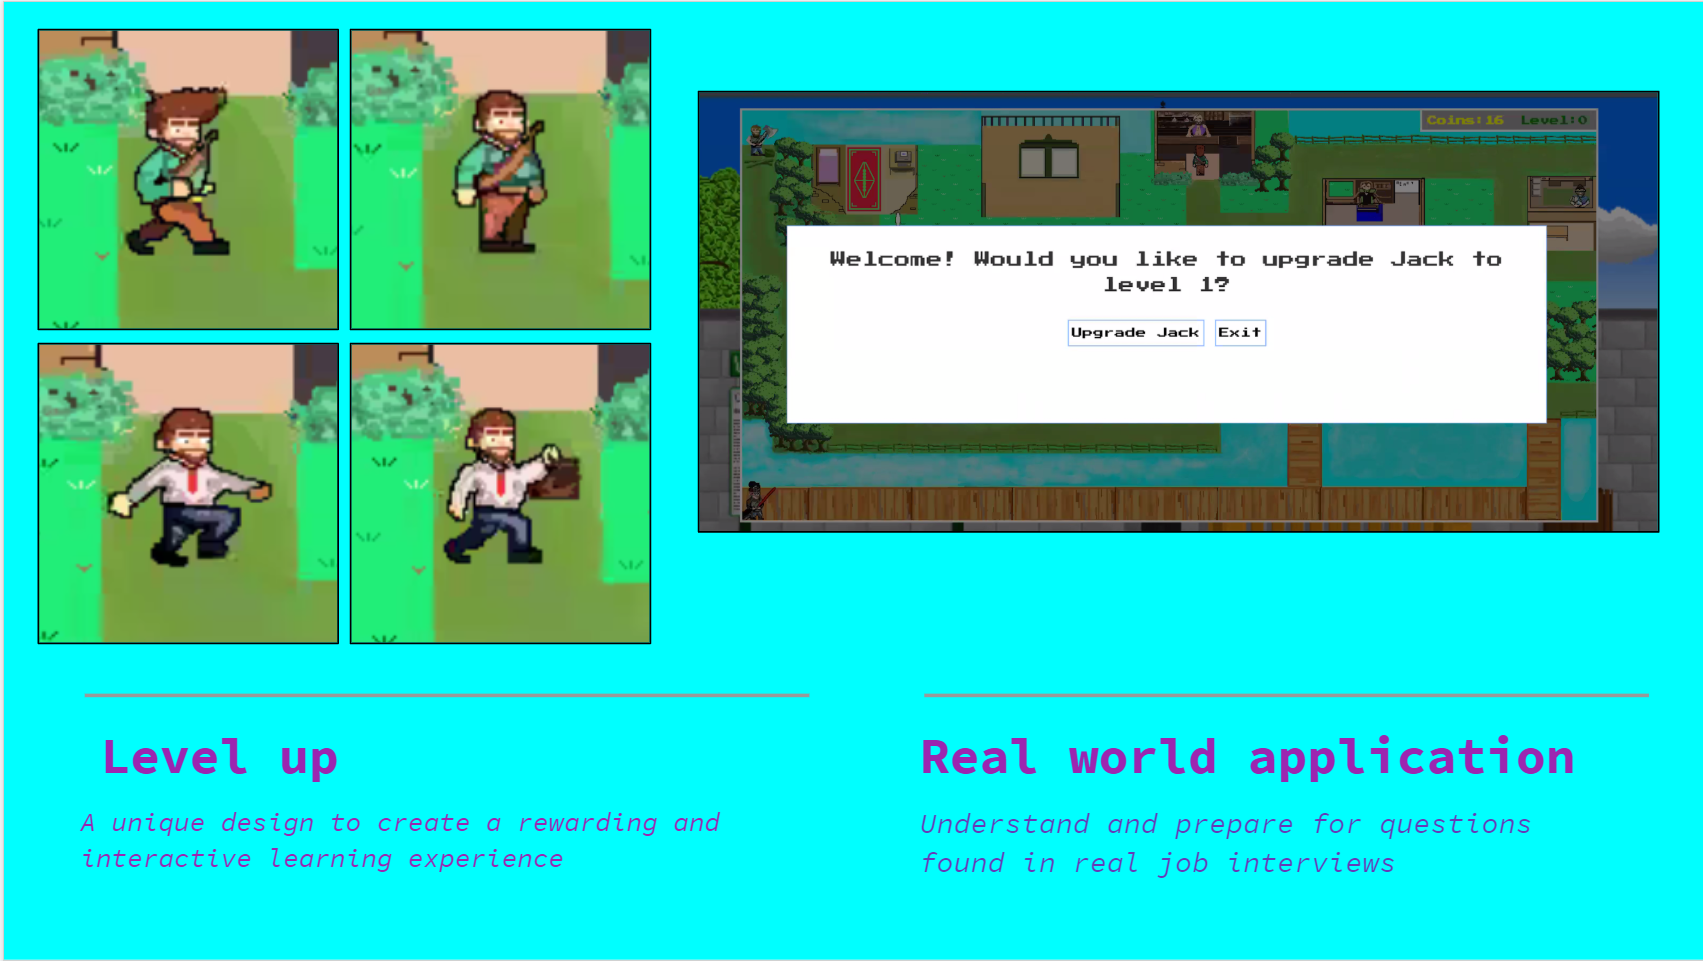 Coins:16 Level:0
Welcome! Would you like to upgrade Jack to
level 1?
Upgrade Jack Exit
Level up
A unique design to create a rewarding and
interactive learning experience
Real world application
Understand and prepare for questions
found in real job interviews